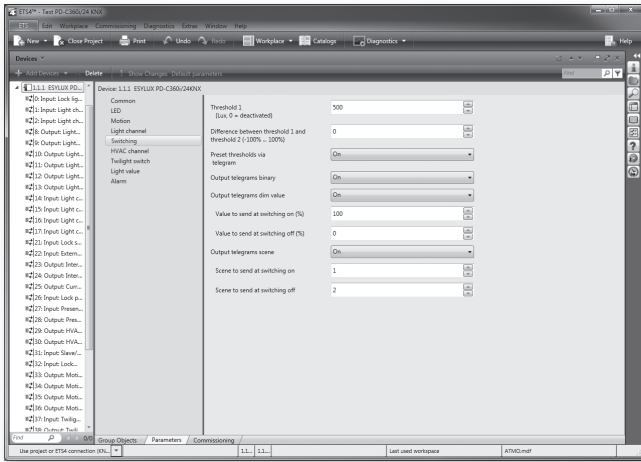 ETS4™ - Test PD-C360i/24 KNX
ETS Edit Workplace Commissioning Diagnostics Extras Window Help
New Close Project Print Undo Redo Workplace Catalogs Diagnostics Help
Devices
Add Devices Delete Show Changes Default parameters Find
1.1.1 ESYLUX PD...
0: Input: Lock lig...
1: Input: Light ch...
2: Input: Light ch...
8: Output: Light...
9: Output: Light...
10: Output: Light...
11: Output: Light...
12: Output: Light...
13: Output: Light...
14: Input: Light c...
15: Input: Light c...
16: Input: Light c...
17: Input: Light c...
21: Input: Lock s...
22: Input: Extern...
23: Output: Inter...
24: Output: Inter...
25: Output: Curr...
26: Input: Lock p...
27: Input: Presen...
28: Output: Pres...
29: Output: HVA...
30: Output: HVA...
31: Input: Slave/...
32: Input: Lock...
33: Output: Moti...
34: Output: Moti...
35: Output: Moti...
36: Output: Moti...
37: Input: Twilig...
38: Output: Twili...
Find 0/0
Device: 1.1.1 ESYLUX PD-C360i/24KNX
Common
LED
Motion
Light channel
Switching
HVAC channel
Twilight switch
Light value
Alarm
Threshold 1 500
(Lux, 0 = deactivated)
Difference between threshold 1 and 0
threshold 2 (-100% ... 100%)
Preset thresholds via On
telegram
Output telegrams binary On
Output telegrams dim value On
Value to send at switching on (%) 100
Value to send at switching off (%) 0
Output telegrams scene On
Scene to send at switching on 1
Scene to send at switching off 2
Group Objects Parameters Commissioning
Use project or ETS4 connection (KN... 1.1... 1.1... Last used workspace ATMO.mdf